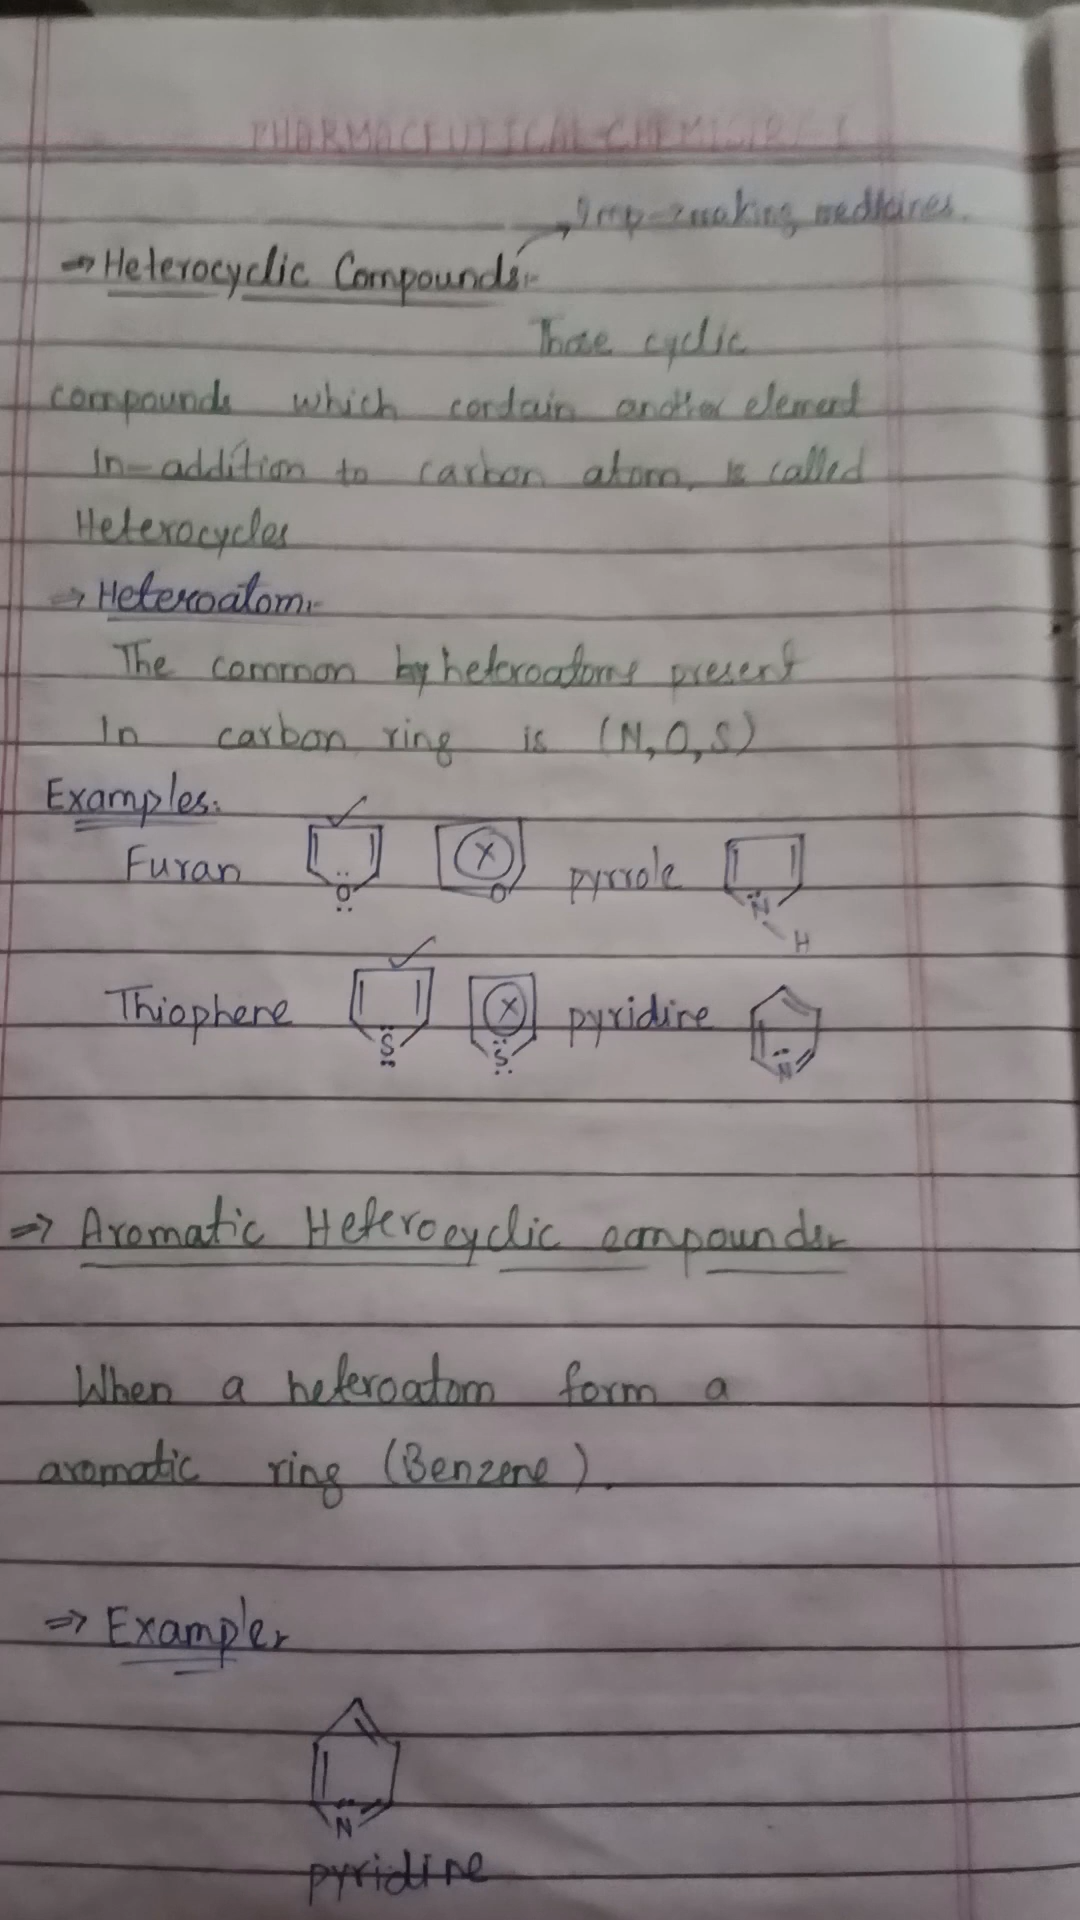 PHARMACEUTICAL CHEMISTRY I
Imp making medicines.
⇒ Heterocyclic Compounds:-
Those cyclic
compounds which contain another element
In addition to carbon atom, is called
Heterocycles
⇒ Heteroatom:-
The common heteroatoms present
In carbon ring is (N,O,S)
Examples:
Furan O O X pyrrole N H
Thiophene S X S pyridine N
⇒ Aromatic Heterocyclic compounds:-
When a heteroatom form a
aromatic ring (Benzene).
⇒ Example:-
N
pyridine